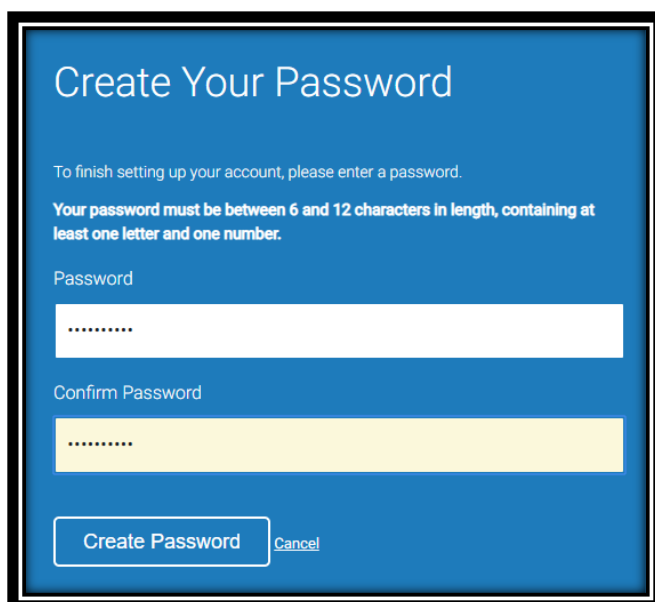 Create Your Password
To finish setting up your account, please enter a password.
Your password must be between 6 and 12 characters in length, containing at
least one letter and one number.
Password
••••••••••
Confirm Password
••••••••••
Create Password Cancel